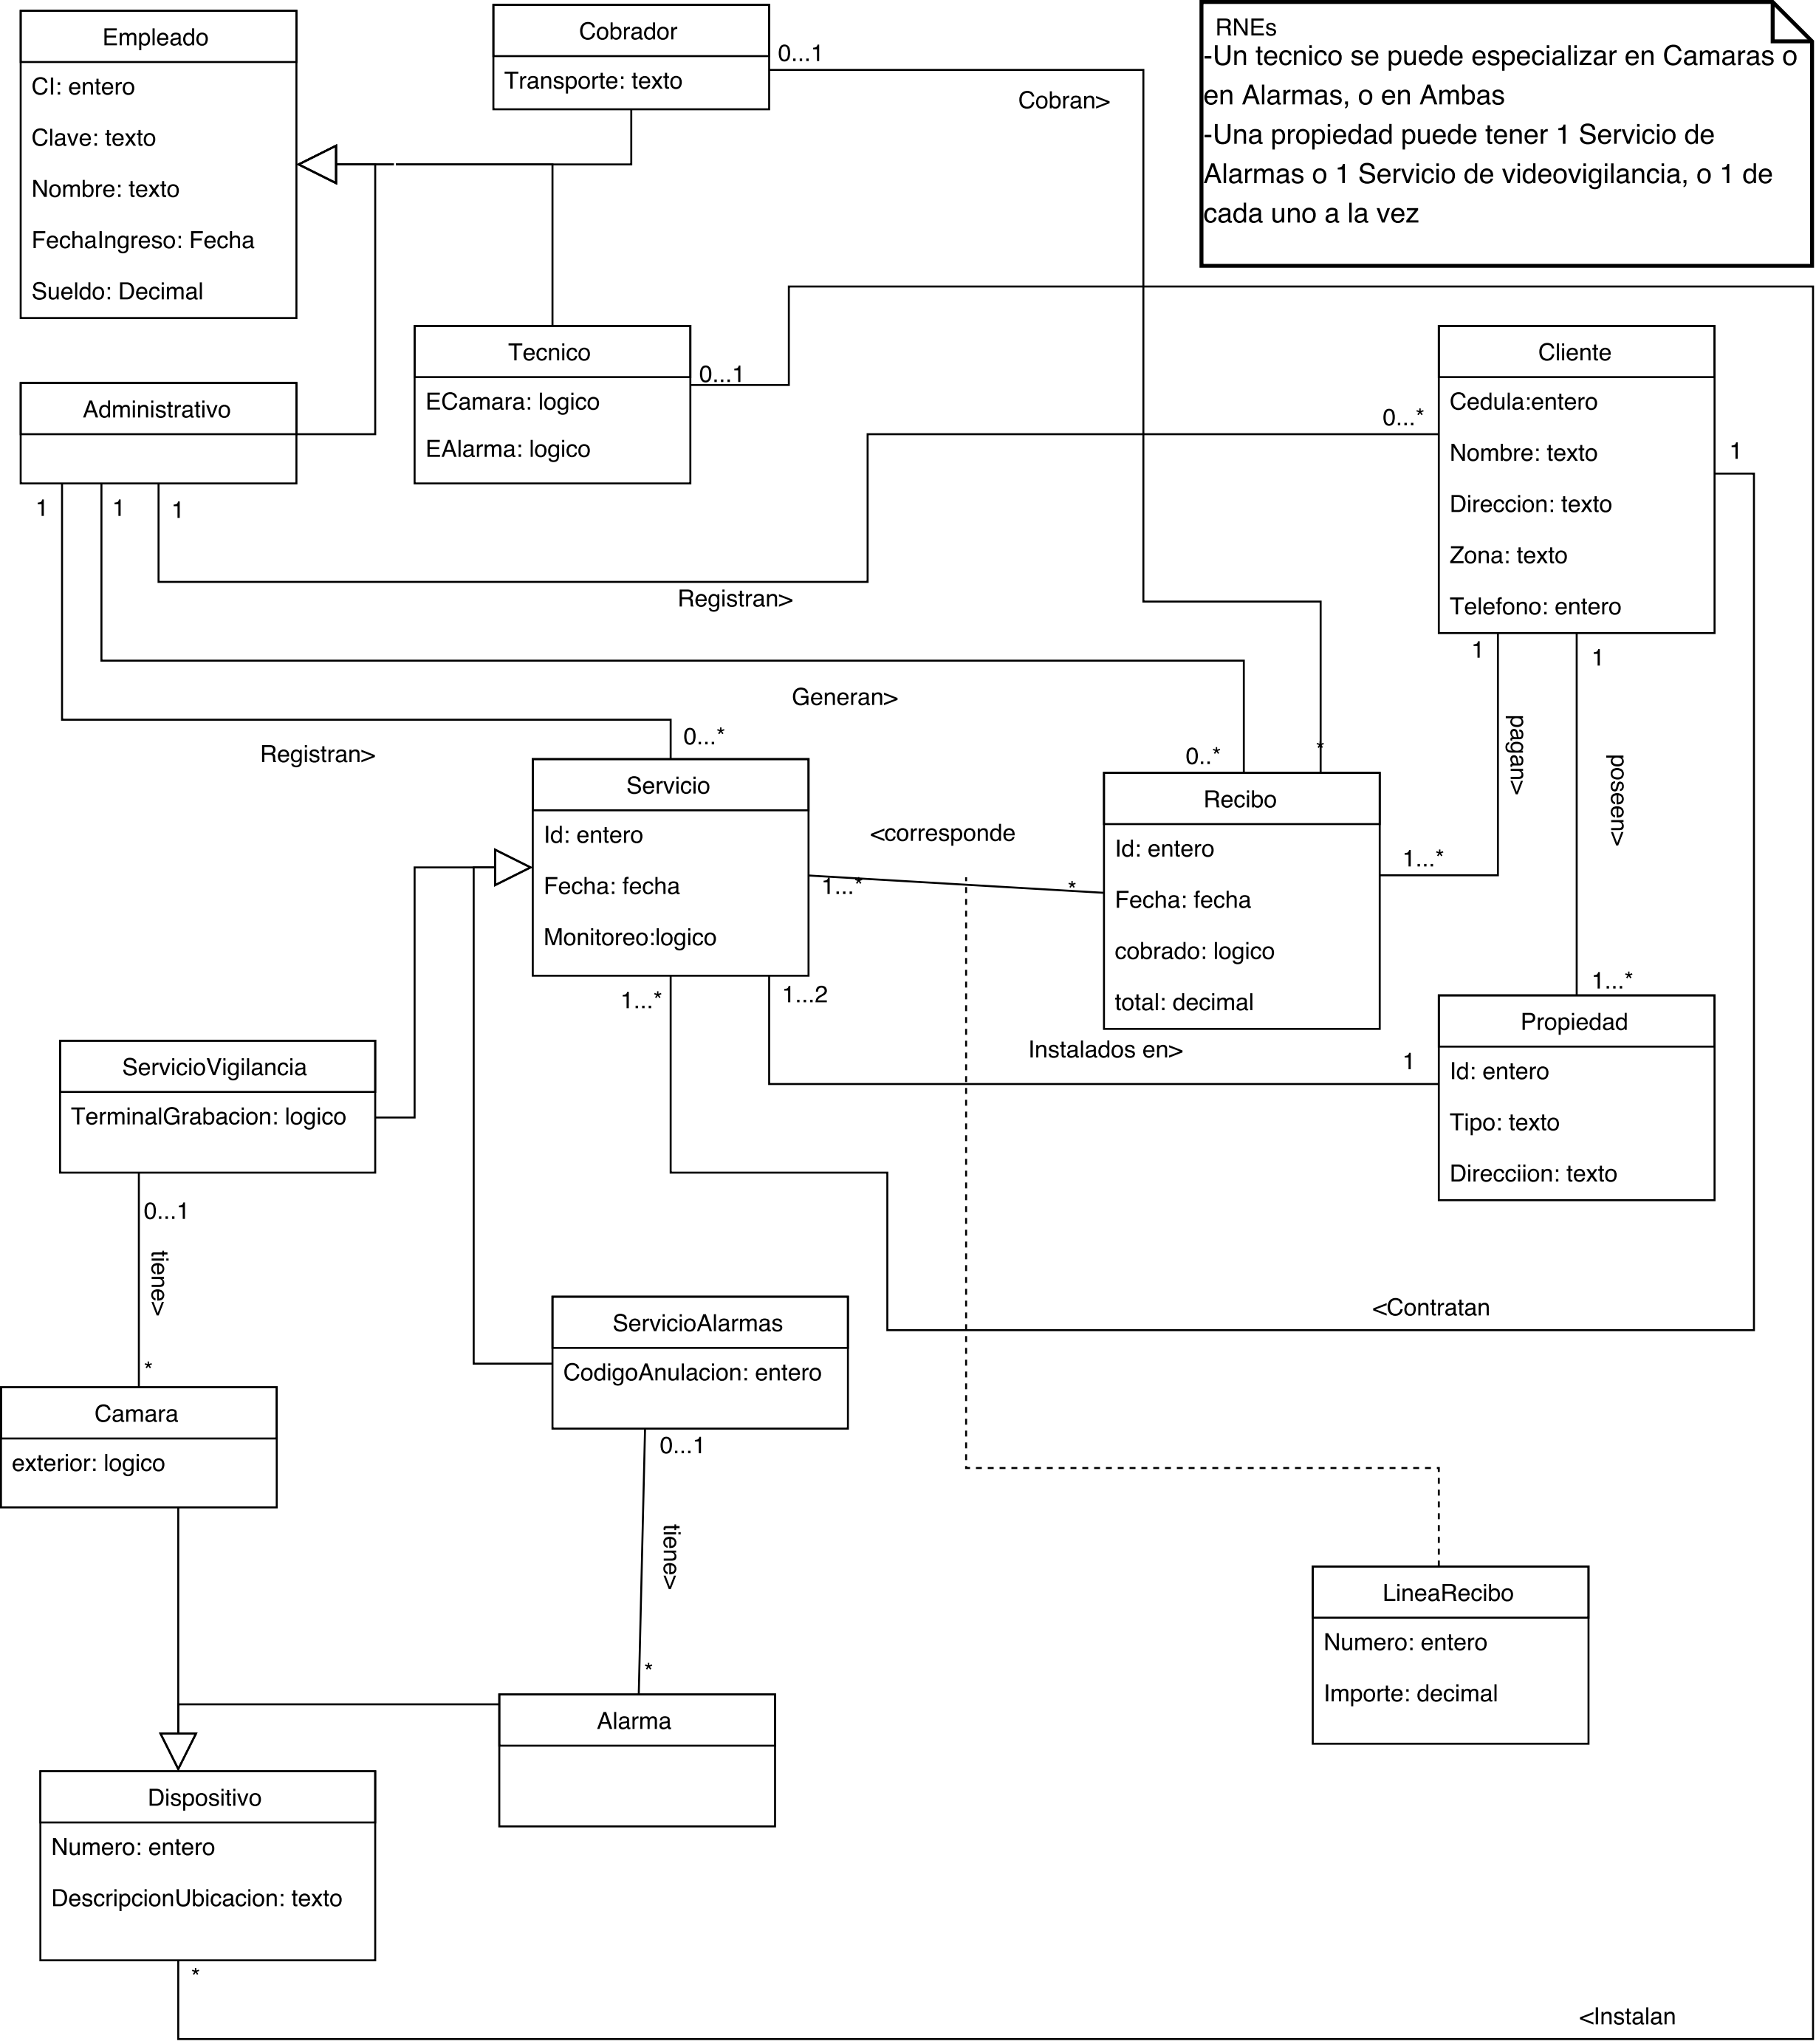 Empleado
CI: entero
Clave: texto
Nombre: texto
FechaIngreso: Fecha
Sueldo: Decimal
Cobrador
Transporte: texto
0...1
Cobran>
RNEs
-Un tecnico se puede especializar en Camaras o
en Alarmas, o en Ambas
-Una propiedad puede tener 1 Servicio de
Alarmas o 1 Servicio de videovigilancia, o 1 de
cada uno a la vez
Administrativo
1
1
1
Tecnico
ECamara: logico
EAlarma: logico
0...1
Cliente
Cedula:entero
Nombre: texto
Direccion: texto
Zona: texto
Telefono: entero
0...*
1
1
1
Registran>
Generan>
Registran>
0...*
0..*
*
pagan>
poseen>
Servicio
Id: entero
Fecha: fecha
Monitoreo:logico
<corresponde
1...*
*
Recibo
Id: entero
Fecha: fecha
cobrado: logico
total: decimal
1...*
1...*
1...*
1...2
Instalados en>
1
Propiedad
Id: entero
Tipo: texto
Direcciion: texto
ServicioVigilancia
TerminalGrabacion: logico
0...1
tiene>
*
<Contratan
ServicioAlarmas
CodigoAnulacion: entero
0...1
tiene>
*
Camara
exterior: logico
LineaRecibo
Numero: entero
Importe: decimal
Alarma
Dispositivo
Numero: entero
DescripcionUbicacion: texto
*
<Instalan